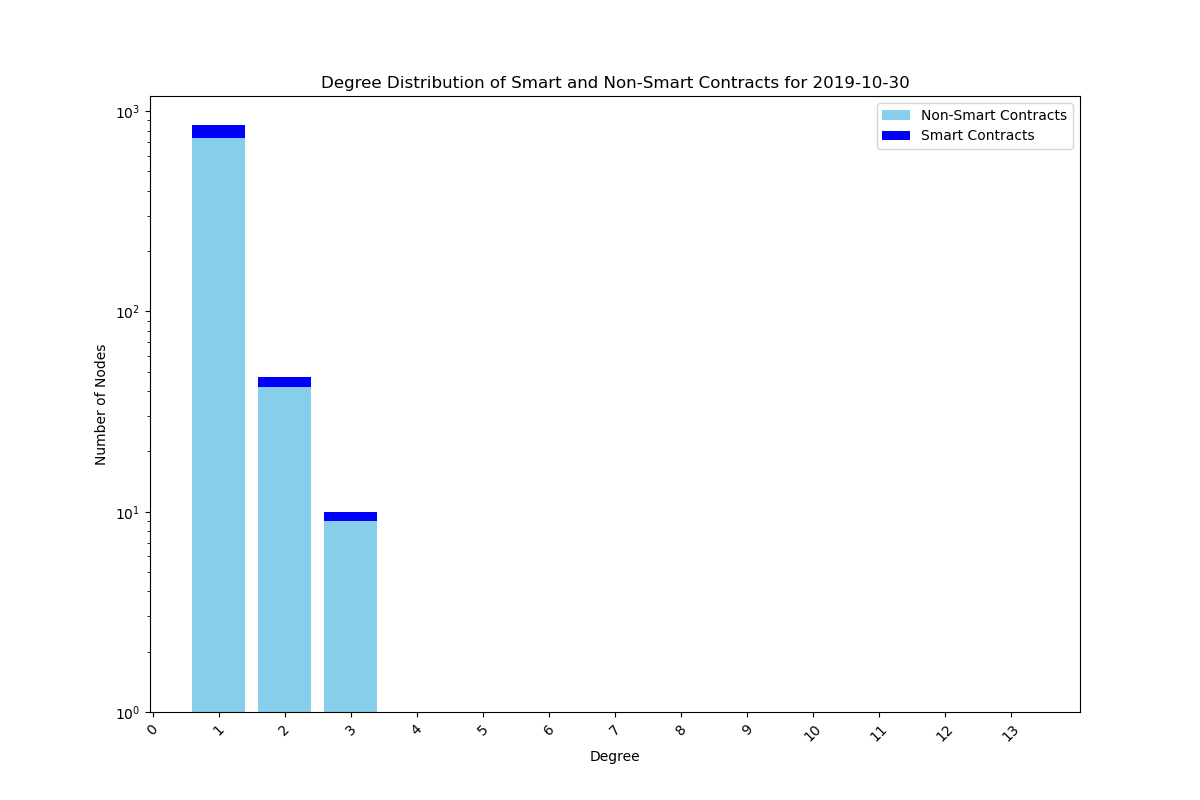 Degree Distribution of Smart and Non-Smart Contracts for 2019-10-30
Non-Smart Contracts
Smart Contracts
Number of Nodes
10³
10²
10¹
10⁰
0 1 2 3 4 5 6 7 8 9 10 11 12 13
Degree